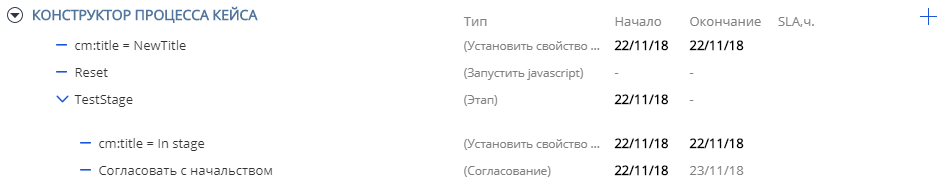 КОНСТРУКТОР ПРОЦЕССА КЕЙСА Тип Начало Окончание SLA,ч.
cm:title = NewTitle (Установить свойство ... 22/11/18 22/11/18
Reset (Запустить javascript) - -
TestStage (Этап) 22/11/18 -
cm:title = In stage (Установить свойство ... 22/11/18 22/11/18
Согласовать с начальством (Согласование) 22/11/18 23/11/18